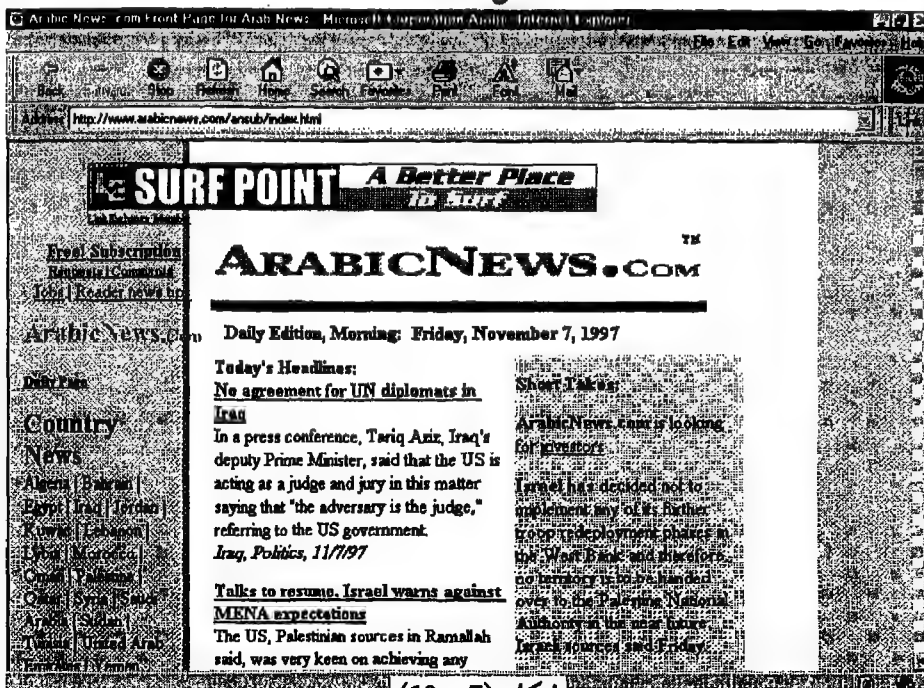 Arabic News.com Front Page for Arab News - Microsoft Corporation Arabic Internet Explorer
File Edit View Go Favorites
Back Stop Refresh Home Search Favorites Print Font Mail
Address http://www.arabicnews.com/ansub/index.html
SURF POINT A Better Place
To Surf
Free! Subscription
Requests | Comments
Jobs | Reader news
ArabicNews.com
Daily Page
Country
News
Algeria | Bahrain |
Egypt | Iraq | Jordan |
Kuwait | Lebanon |
Libya | Morocco |
Oman | Palestine |
Qatar | Syria | Saudi
Arabia | Sudan |
Tunisia | United Arab
Emirates | Yemen
ARABICNEWS.COM TM
Daily Edition, Morning: Friday, November 7, 1997
Today's Headlines:
No agreement for UN diplomats in
Iraq
In a press conference, Tariq Aziz, Iraq's
deputy Prime Minister, said that the US is
acting as a judge and jury in this matter
saying that "the adversary is the judge,"
referring to the US government.
Iraq, Politics, 11/7/97
Talks to resume, Israel warns against
MENA expectations
The US, Palestinian sources in Ramallah
said, was very keen on achieving any
Short Takes:
ArabicNews.com is looking
for investors
Israel has decided not to
implement any of its further
troop redeployment phases in
the West Bank and therefore,
no territory is to be handed
over to the Palestine National
Authority in the near future
Israeli sources said Friday.